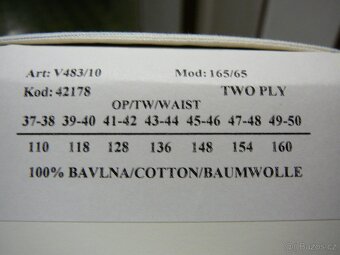 Art: V483/10 Mod: 165/65
Kod: 42178 TWO PLY
OP/TW/WAIST
37-38 39-40 41-42 43-44 45-46 47-48 49-50
110 118 128 136 148 154 160
100% BAVLNA/COTTON/BAUMWOLLE
Bazos.cz